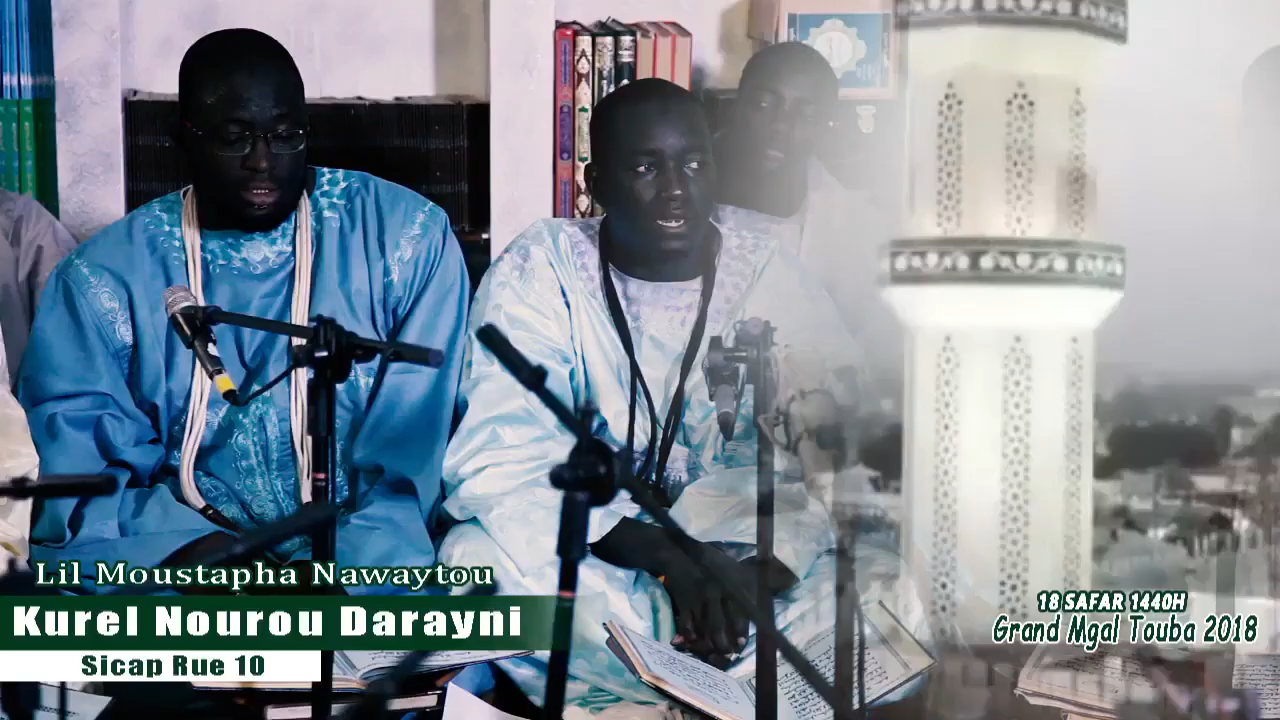 Lil Moustapha Nawaytou
Kurel Nourou Darayni
Sicap Rue 10
18 SAFAR 1440H
Grand Mgal Touba 2018